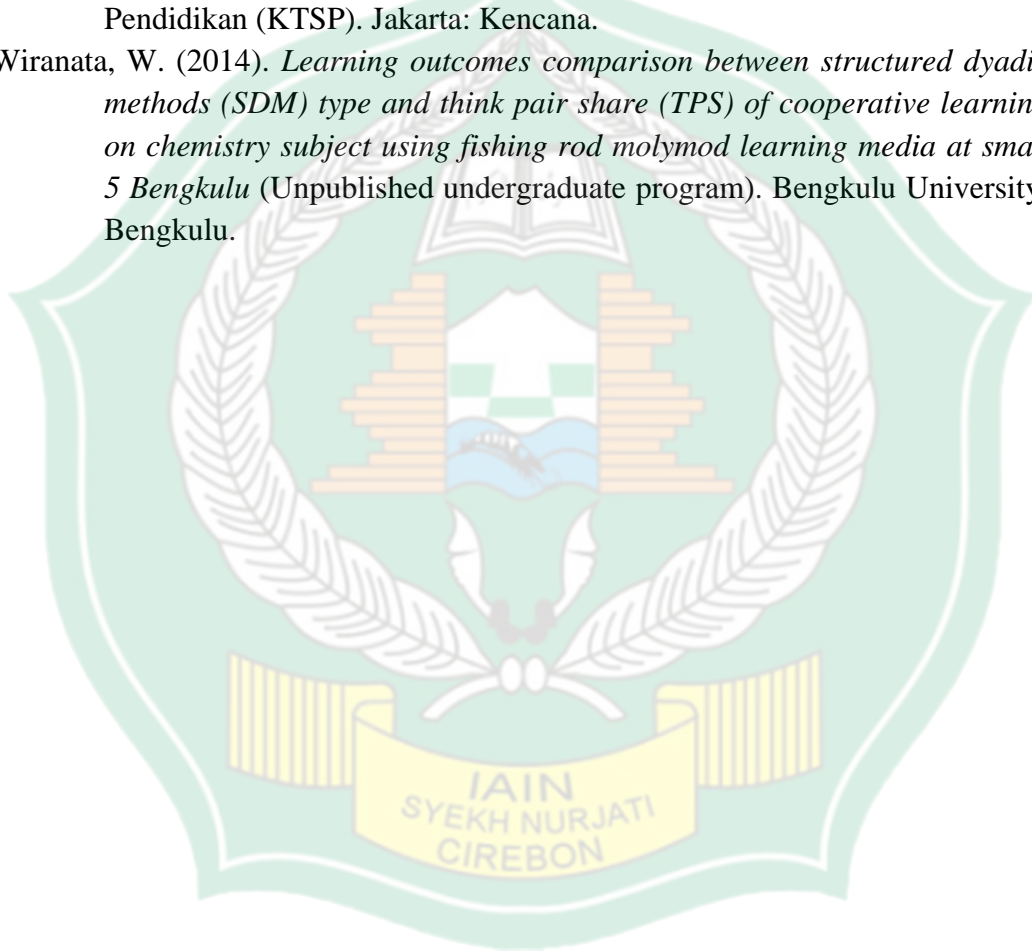 Pendidikan (KTSP). Jakarta: Kencana.
Wiranata, W. (2014). Learning outcomes comparison between structured dyadi
methods (SDM) type and think pair share (TPS) of cooperative learnin
on chemistry subject using fishing rod molymod learning media at sma
5 Bengkulu (Unpublished undergraduate program). Bengkulu University
Bengkulu.
IAIN
SYEKH NURJATI
CIREBON